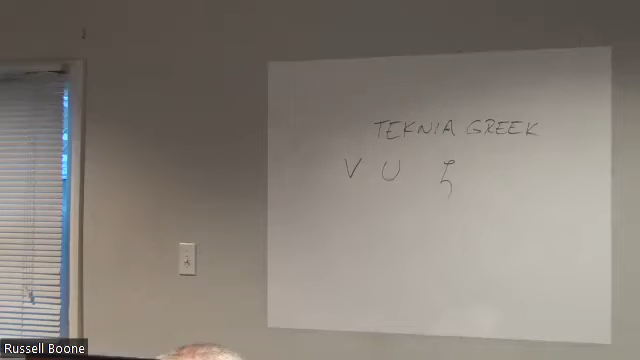 TEKNIA GREEK
ν υ ζ
Russell Boone